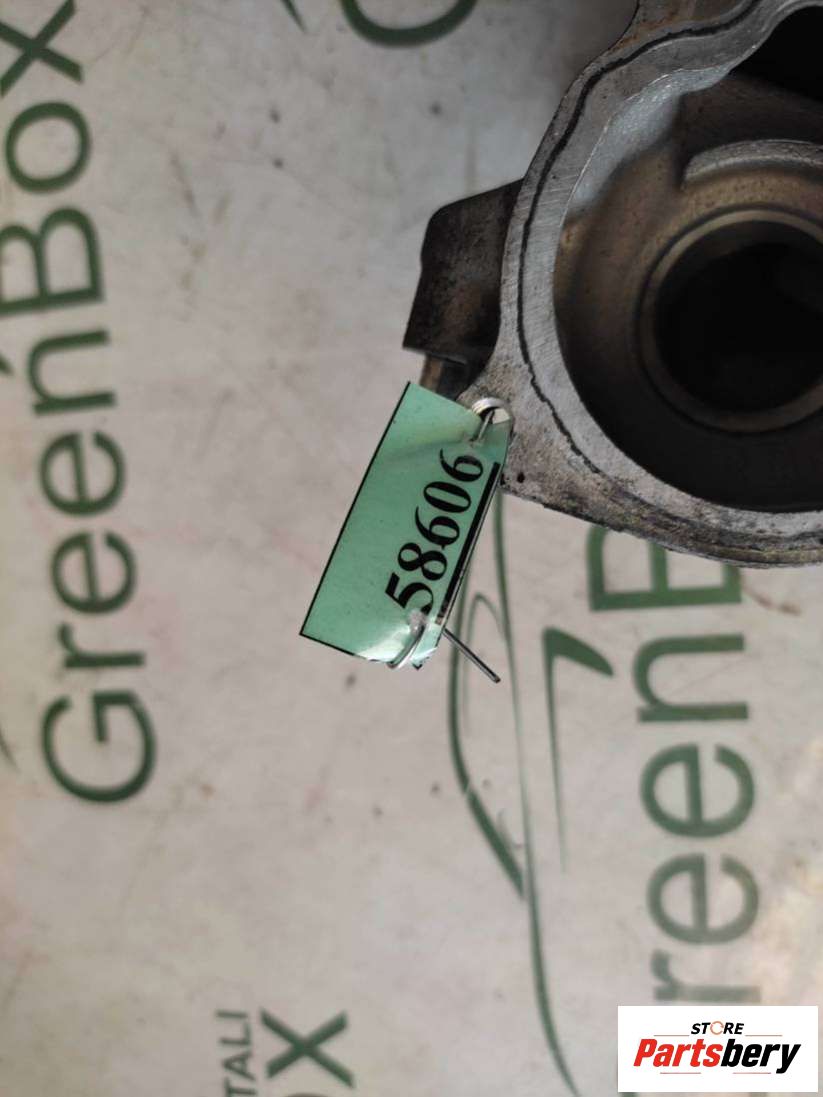 GreenBox
58606
GreenB
TALI
ox
STORE
Partsbery